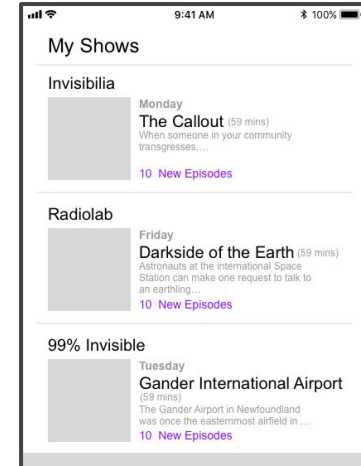 9:41 AM
100%
My Shows
Invisibilia
Monday
The Callout (59 mins)
When someone in your community
transgresses,...
10 New Episodes
Radiolab
Friday
Darkside of the Earth (59 mins)
Astronauts at the international Space
Station can make one request to talk to
an earthling...
10 New Episodes
99% Invisible
Tuesday
Gander International Airport
(59 mins)
The Gander Airport in Newfoundland
was once the easternmost airfield in ...
10 New Episodes